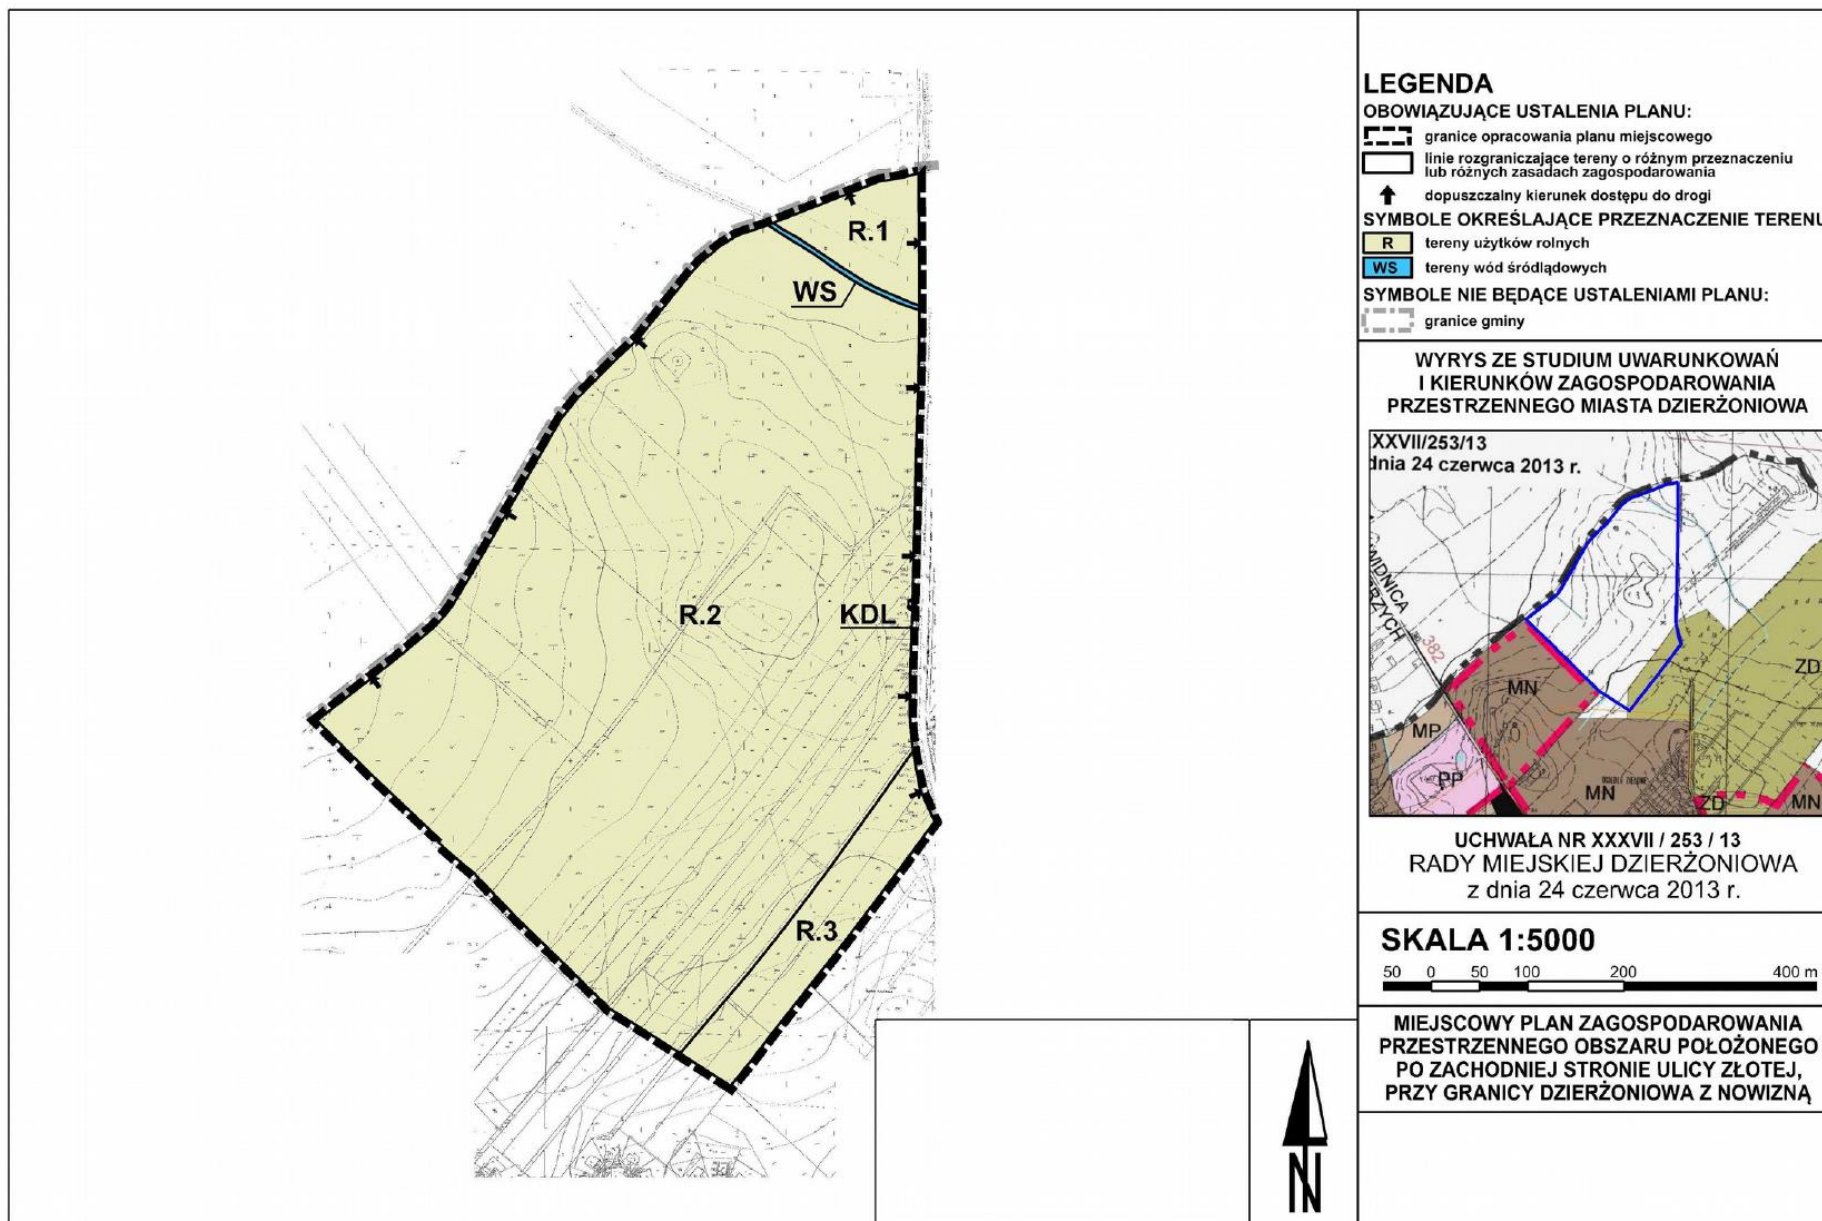 R.1
WS
R.2
KDL
R.3
N
LEGENDA
OBOWIĄZUJĄCE USTALENIA PLANU:
granice opracowania planu miejscowego
linie rozgraniczające tereny o różnym przeznaczeniu
lub różnych zasadach zagospodarowania
dopuszczalny kierunek dostępu do drogi
SYMBOLE OKREŚLAJĄCE PRZEZNACZENIE TERENU
R tereny użytków rolnych
WS tereny wód śródlądowych
SYMBOLE NIE BĘDĄCE USTALENIAMI PLANU:
granice gminy
WYRYS ZE STUDIUM UWARUNKOWAŃ
I KIERUNKÓW ZAGOSPODAROWANIA
PRZESTRZENNEGO MIASTA DZIERŻONIOWA
XXVII/253/13
dnia 24 czerwca 2013 r.
382
MN
ZD
MP
PP
MN
ZD
MN
UCHWAŁA NR XXXVII / 253 / 13
RADY MIEJSKIEJ DZIERŻONIOWA
z dnia 24 czerwca 2013 r.
SKALA 1:5000
50 0 50 100 200 400 m
MIEJSCOWY PLAN ZAGOSPODAROWANIA
PRZESTRZENNEGO OBSZARU POŁOŻONEGO
PO ZACHODNIEJ STRONIE ULICY ZŁOTEJ,
PRZY GRANICY DZIERŻONIOWA Z NOWIZNĄ